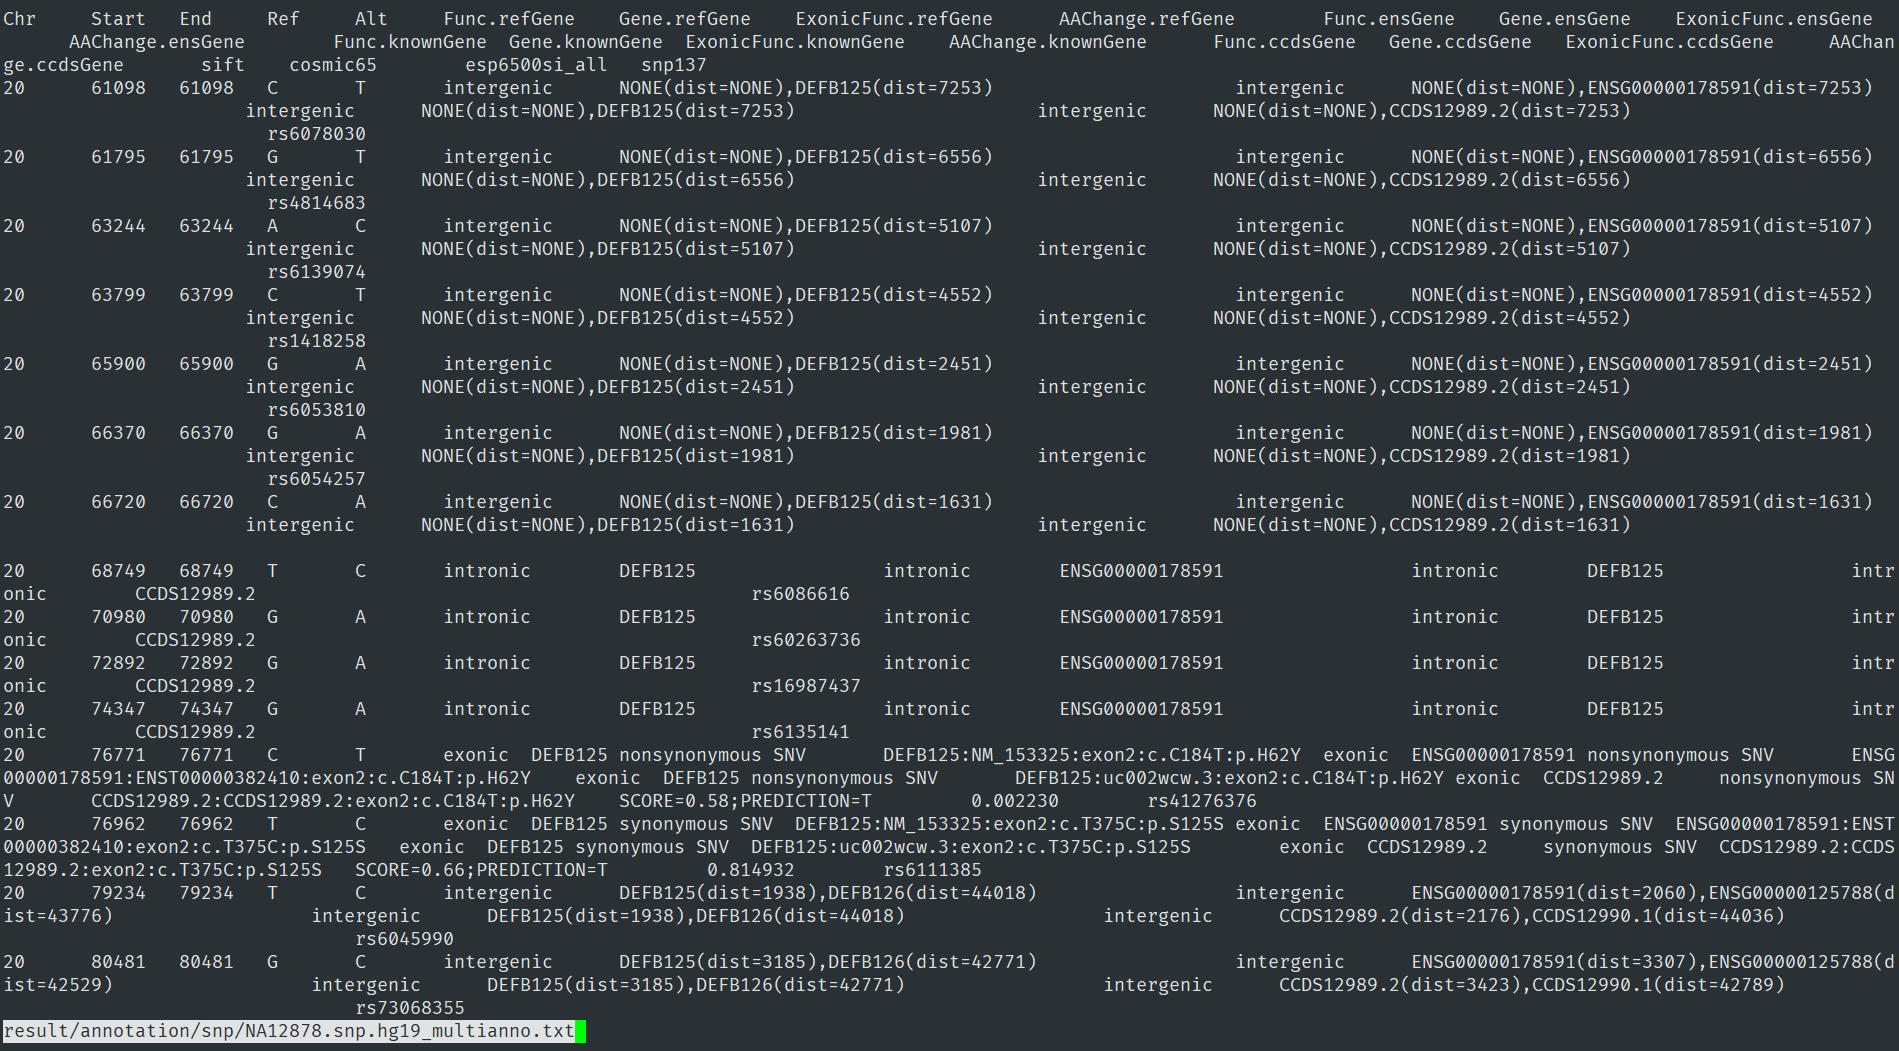 Chr Start End Ref Alt Func.refGene Gene.refGene ExonicFunc.refGene AAChange.refGene Func.ensGene Gene.ensGene ExonicFunc.ensGene
AAChange.ensGene Func.knownGene Gene.knownGene ExonicFunc.knownGene AAChange.knownGene Func.ccdsGene Gene.ccdsGene ExonicFunc.ccdsGene AAChan
ge.ccdsGene sift cosmic65 esp6500si_all snp137
20 61098 61098 C T intergenic NONE(dist=NONE),DEFB125(dist=7253) intergenic NONE(dist=NONE),ENSG00000178591(dist=7253)
intergenic NONE(dist=NONE),DEFB125(dist=7253) intergenic NONE(dist=NONE),CCDS12989.2(dist=7253)
rs6078030
20 61795 61795 G T intergenic NONE(dist=NONE),DEFB125(dist=6556) intergenic NONE(dist=NONE),ENSG00000178591(dist=6556)
intergenic NONE(dist=NONE),DEFB125(dist=6556) intergenic NONE(dist=NONE),CCDS12989.2(dist=6556)
rs4814683
20 63244 63244 A C intergenic NONE(dist=NONE),DEFB125(dist=5107) intergenic NONE(dist=NONE),ENSG00000178591(dist=5107)
intergenic NONE(dist=NONE),DEFB125(dist=5107) intergenic NONE(dist=NONE),CCDS12989.2(dist=5107)
rs6139074
20 63799 63799 C T intergenic NONE(dist=NONE),DEFB125(dist=4552) intergenic NONE(dist=NONE),ENSG00000178591(dist=4552)
intergenic NONE(dist=NONE),DEFB125(dist=4552) intergenic NONE(dist=NONE),CCDS12989.2(dist=4552)
rs1418258
20 65900 65900 G A intergenic NONE(dist=NONE),DEFB125(dist=2451) intergenic NONE(dist=NONE),ENSG00000178591(dist=2451)
intergenic NONE(dist=NONE),DEFB125(dist=2451) intergenic NONE(dist=NONE),CCDS12989.2(dist=2451)
rs6053810
20 66370 66370 G A intergenic NONE(dist=NONE),DEFB125(dist=1981) intergenic NONE(dist=NONE),ENSG00000178591(dist=1981)
intergenic NONE(dist=NONE),DEFB125(dist=1981) intergenic NONE(dist=NONE),CCDS12989.2(dist=1981)
rs6054257
20 66720 66720 C A intergenic NONE(dist=NONE),DEFB125(dist=1631) intergenic NONE(dist=NONE),ENSG00000178591(dist=1631)
intergenic NONE(dist=NONE),DEFB125(dist=1631) intergenic NONE(dist=NONE),CCDS12989.2(dist=1631)
20 68749 68749 T C intronic DEFB125 intronic ENSG00000178591 intronic DEFB125 intr
onic CCDS12989.2 rs6086616
20 70980 70980 G A intronic DEFB125 intronic ENSG00000178591 intronic DEFB125 intr
onic CCDS12989.2 rs60263736
20 72892 72892 G A intronic DEFB125 intronic ENSG00000178591 intronic DEFB125 intr
onic CCDS12989.2 rs16987437
20 74347 74347 G A intronic DEFB125 intronic ENSG00000178591 intronic DEFB125 intr
onic CCDS12989.2 rs6135141
20 76771 76771 C T exonic DEFB125 nonsynonymous SNV DEFB125:NM_153325:exon2:c.C184T:p.H62Y exonic ENSG00000178591 nonsynonymous SNV ENSG
00000178591:ENST00000382410:exon2:c.C184T:p.H62Y exonic DEFB125 nonsynonymous SNV DEFB125:uc002wcw.3:exon2:c.C184T:p.H62Y exonic CCDS12989.2 nonsynonymous SN
V CCDS12989.2:CCDS12989.2:exon2:c.C184T:p.H62Y SCORE=0.58;PREDICTION=T 0.002230 rs41276376
20 76962 76962 T C exonic DEFB125 synonymous SNV DEFB125:NM_153325:exon2:c.T375C:p.S125S exonic ENSG00000178591 synonymous SNV ENSG00000178591:ENST
00000382410:exon2:c.T375C:p.S125S exonic DEFB125 synonymous SNV DEFB125:uc002wcw.3:exon2:c.T375C:p.S125S exonic CCDS12989.2 synonymous SNV CCDS12989.2:CCDS
12989.2:exon2:c.T375C:p.S125S SCORE=0.66;PREDICTION=T 0.814932 rs6111385
20 79234 79234 T C intergenic DEFB125(dist=1938),DEFB126(dist=44018) intergenic ENSG00000178591(dist=2060),ENSG00000125788(d
ist=43776) intergenic DEFB125(dist=1938),DEFB126(dist=44018) intergenic CCDS12989.2(dist=2176),CCDS12990.1(dist=44036)
rs6045990
20 80481 80481 G C intergenic DEFB125(dist=3185),DEFB126(dist=42771) intergenic ENSG00000178591(dist=3307),ENSG00000125788(d
ist=42529) intergenic DEFB125(dist=3185),DEFB126(dist=42771) intergenic CCDS12989.2(dist=3423),CCDS12990.1(dist=42789)
rs73068355
result/annotation/snp/NA12878.snp.hg19_multianno.txt